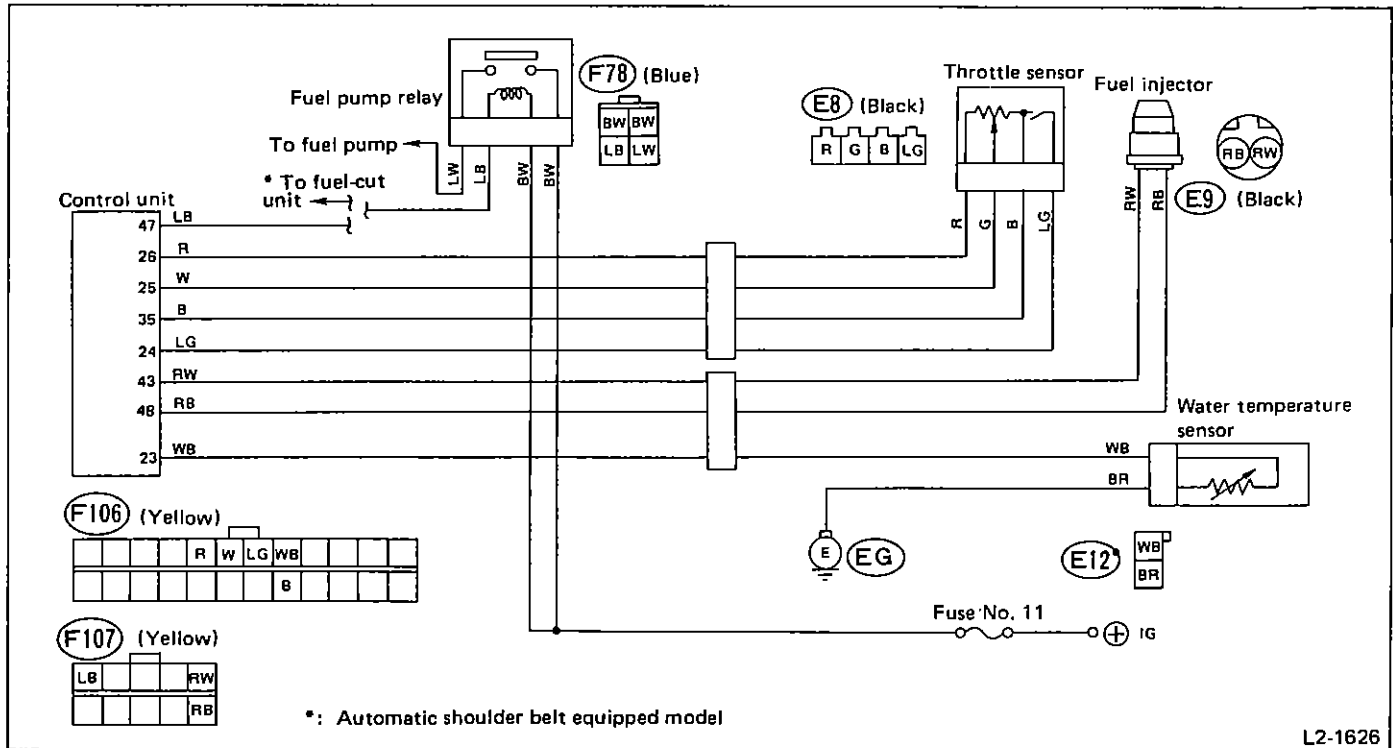 Fuel pump relay
F78 (Blue)
BW BW
LB LW
To fuel pump
* To fuel-cut
unit
LW
LB
BW
BW
Throttle sensor
E8 (Black)
R G B LG
R
G
B
LG
Fuel injector
RB RW
E9 (Black)
RW
RB
Control unit
47 LB
26 R
25 W
35 B
24 LG
43 RW
48 RB
23 WB
Water temperature
sensor
WB
BR
F106 (Yellow)
R W LG WB
B
E EG
E12
WB
BR
Fuse No. 11
IG
F107 (Yellow)
LB RW
RB
*: Automatic shoulder belt equipped model
L2-1626